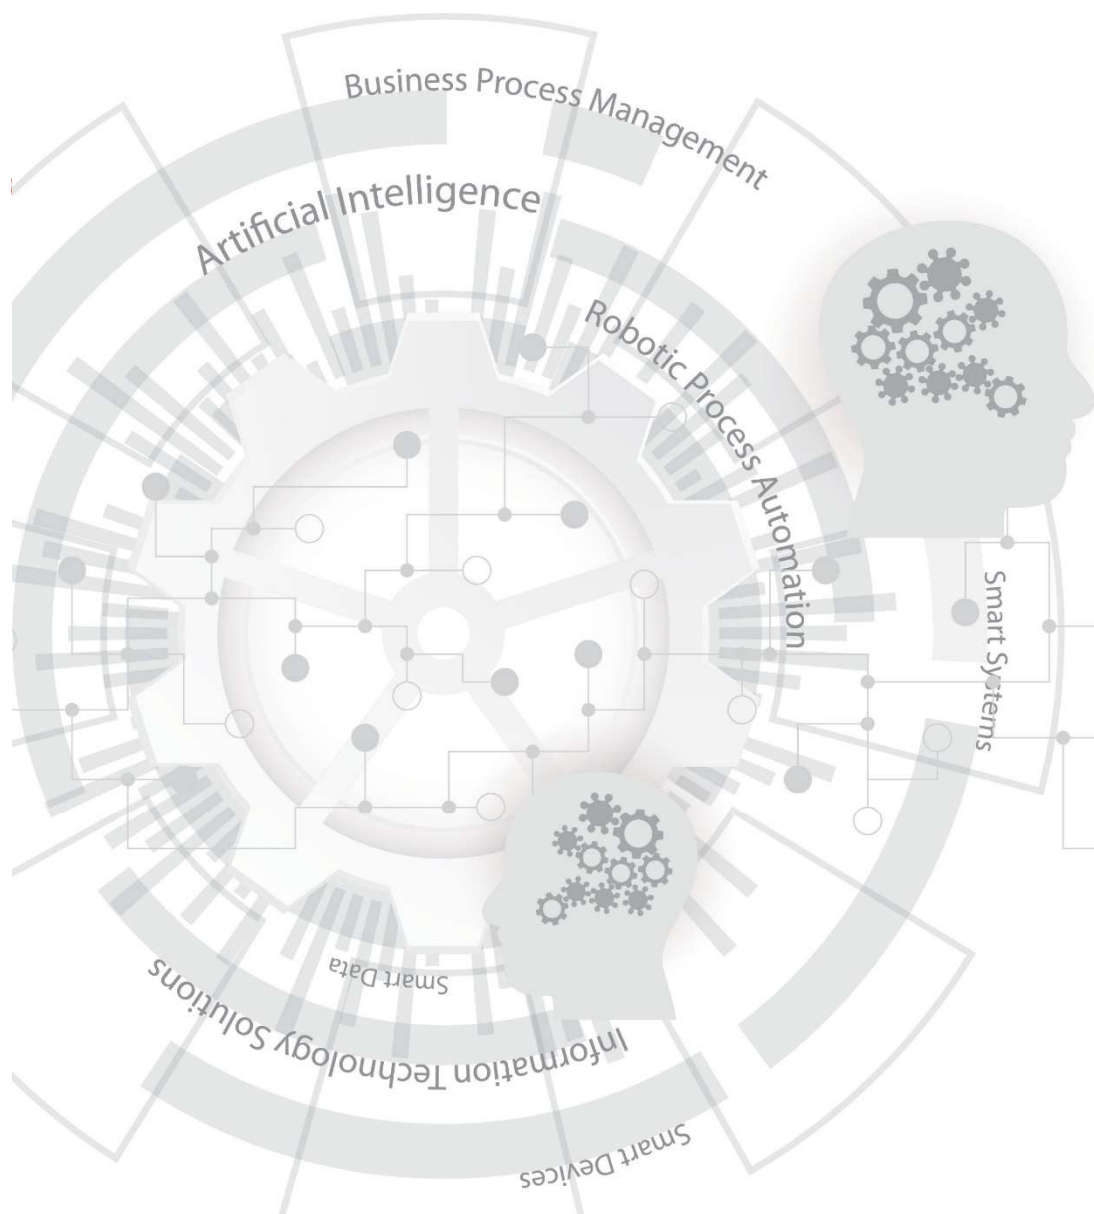 Business Process Management
Artificial Intelligence
Robotic Process Automation
Smart Systems
Smart Data
Information Technology Solutions
Smart Devices